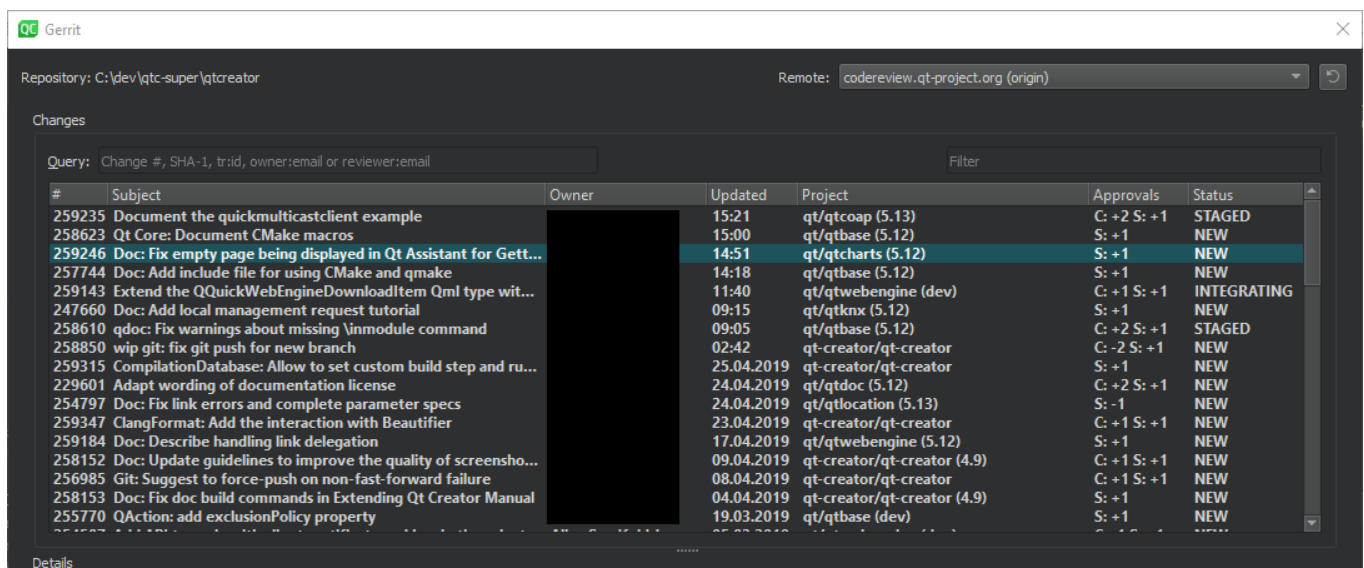 QC Gerrit
Repository: C:\dev\qtc-super\qtcreator Remote: codereview.qt-project.org (origin)
Changes
Query: Change #, SHA-1, tr:id, owner:email or reviewer:email Filter
# Subject Owner Updated Project Approvals Status
259235 Document the quickmulticastclient example 15:21 qt/qtcoap (5.13) C: +2 S: +1 STAGED
258623 Qt Core: Document CMake macros 15:00 qt/qtbase (5.12) S: +1 NEW
259246 Doc: Fix empty page being displayed in Qt Assistant for Gett... 14:51 qt/qtcharts (5.12) S: +1 NEW
257744 Doc: Add include file for using CMake and qmake 14:18 qt/qtbase (5.12) S: +1 NEW
259143 Extend the QQuickWebEngineDownloadItem Qml type wit... 11:40 qt/qtwebengine (dev) C: +1 S: +1 INTEGRATING
247660 Doc: Add local management request tutorial 09:15 qt/qtknx (5.12) S: +1 NEW
258610 qdoc: Fix warnings about missing \inmodule command 09:05 qt/qtbase (5.12) C: +2 S: +1 STAGED
258850 wip git: fix git push for new branch 02:42 qt-creator/qt-creator C: -2 S: +1 NEW
259315 CompilationDatabase: Allow to set custom build step and ru... 25.04.2019 qt-creator/qt-creator S: +1 NEW
229601 Adapt wording of documentation license 24.04.2019 qt/qtdoc (5.12) C: +2 S: +1 NEW
254797 Doc: Fix link errors and complete parameter specs 24.04.2019 qt/qtlocation (5.13) S: -1 NEW
259347 ClangFormat: Add the interaction with Beautifier 23.04.2019 qt-creator/qt-creator C: +1 S: +1 NEW
259184 Doc: Describe handling link delegation 17.04.2019 qt/qtwebengine (5.12) S: +1 NEW
258152 Doc: Update guidelines to improve the quality of screensho... 09.04.2019 qt-creator/qt-creator (4.9) C: +1 S: +1 NEW
256985 Git: Suggest to force-push on non-fast-forward failure 08.04.2019 qt-creator/qt-creator C: +1 S: +1 NEW
258153 Doc: Fix doc build commands in Extending Qt Creator Manual 04.04.2019 qt-creator/qt-creator (4.9) S: +1 NEW
255770 QAction: add exclusionPolicy property 19.03.2019 qt/qtbase (dev) S: +1 NEW
Details